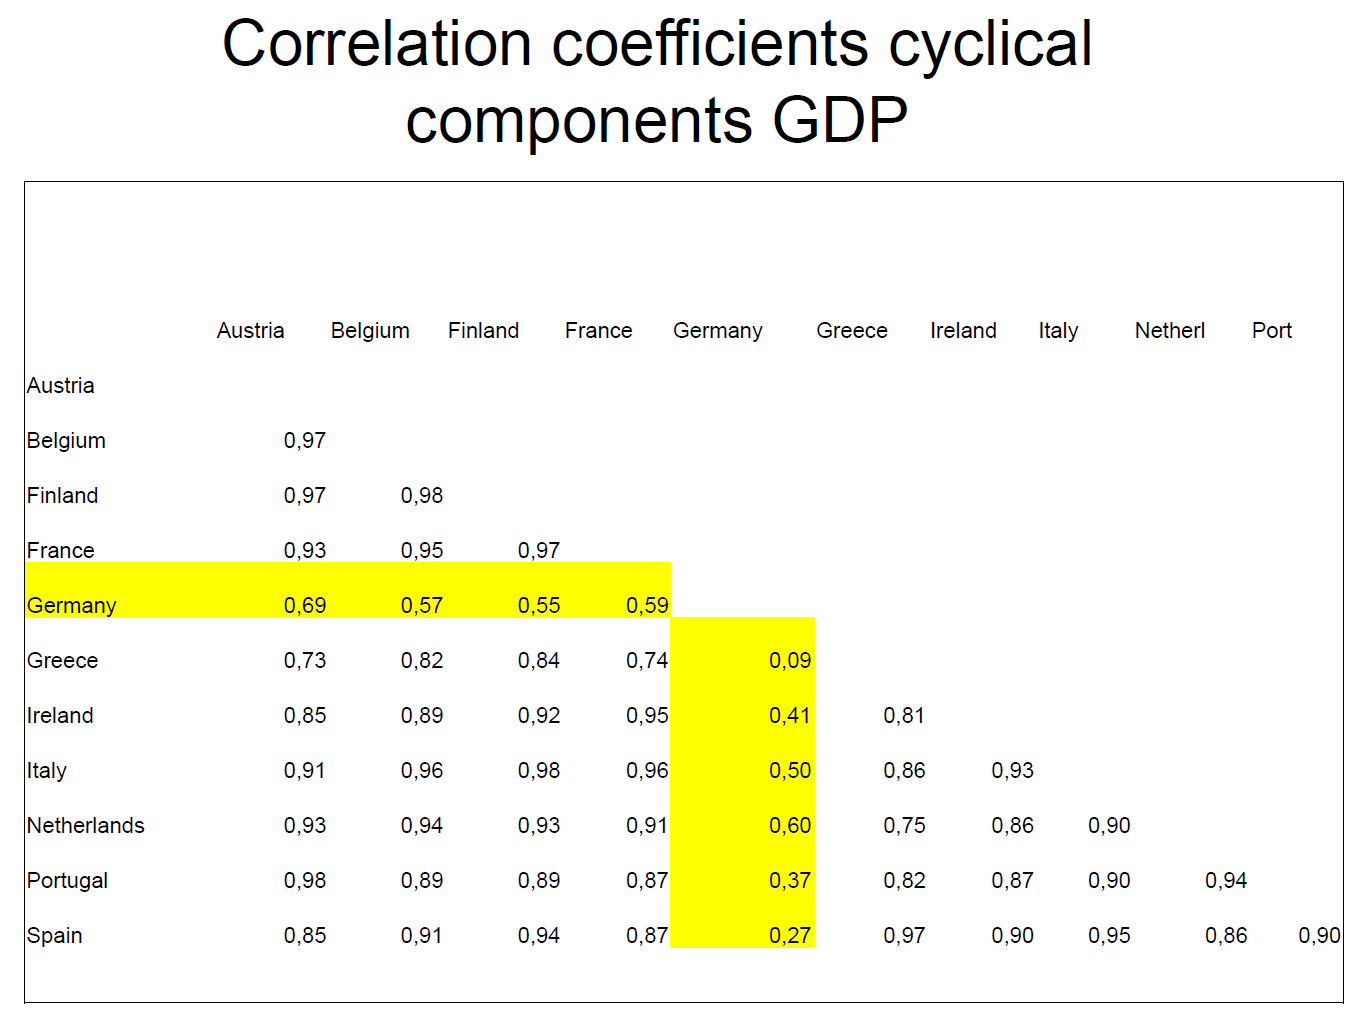 Correlation coefficients cyclical
components GDP
Austria Belgium Finland France Germany Greece Ireland Italy Netherl Port
Austria
Belgium 0,97
Finland 0,97 0,98
France 0,93 0,95 0,97
Germany 0,69 0,57 0,55 0,59
Greece 0,73 0,82 0,84 0,74 0,09
Ireland 0,85 0,89 0,92 0,95 0,41 0,81
Italy 0,91 0,96 0,98 0,96 0,50 0,86 0,93
Netherlands 0,93 0,94 0,93 0,91 0,60 0,75 0,86 0,90
Portugal 0,98 0,89 0,89 0,87 0,37 0,82 0,87 0,90 0,94
Spain 0,85 0,91 0,94 0,87 0,27 0,97 0,90 0,95 0,86 0,90